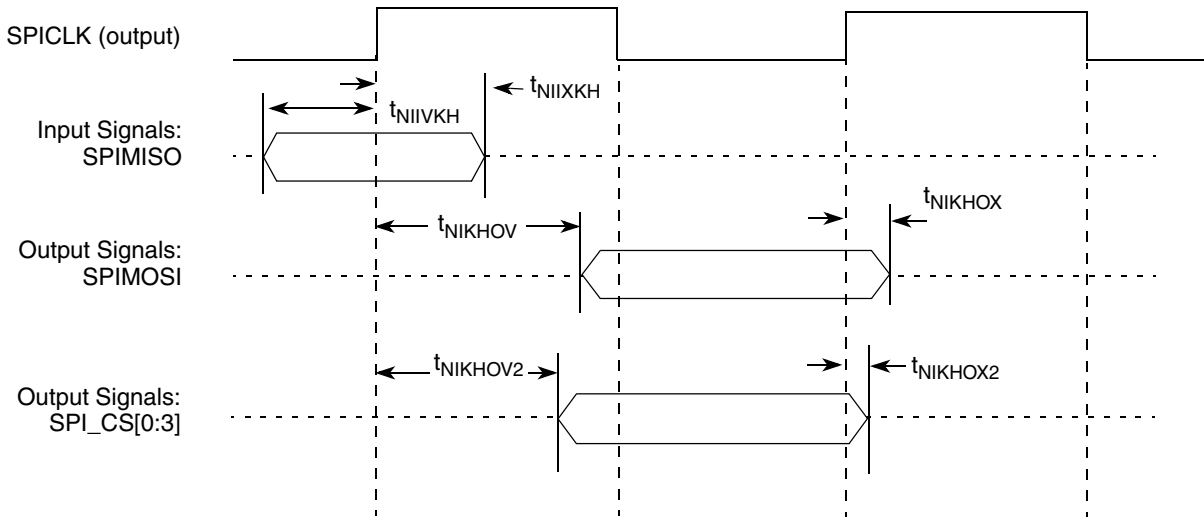 SPICLK (output)
tNIIXKH
tNIIVKH
Input Signals:
SPIMISO
tNIKHOX
tNIKHOV
Output Signals:
SPIMOSI
tNIKHOV2
tNIKHOX2
Output Signals:
SPI_CS[0:3]